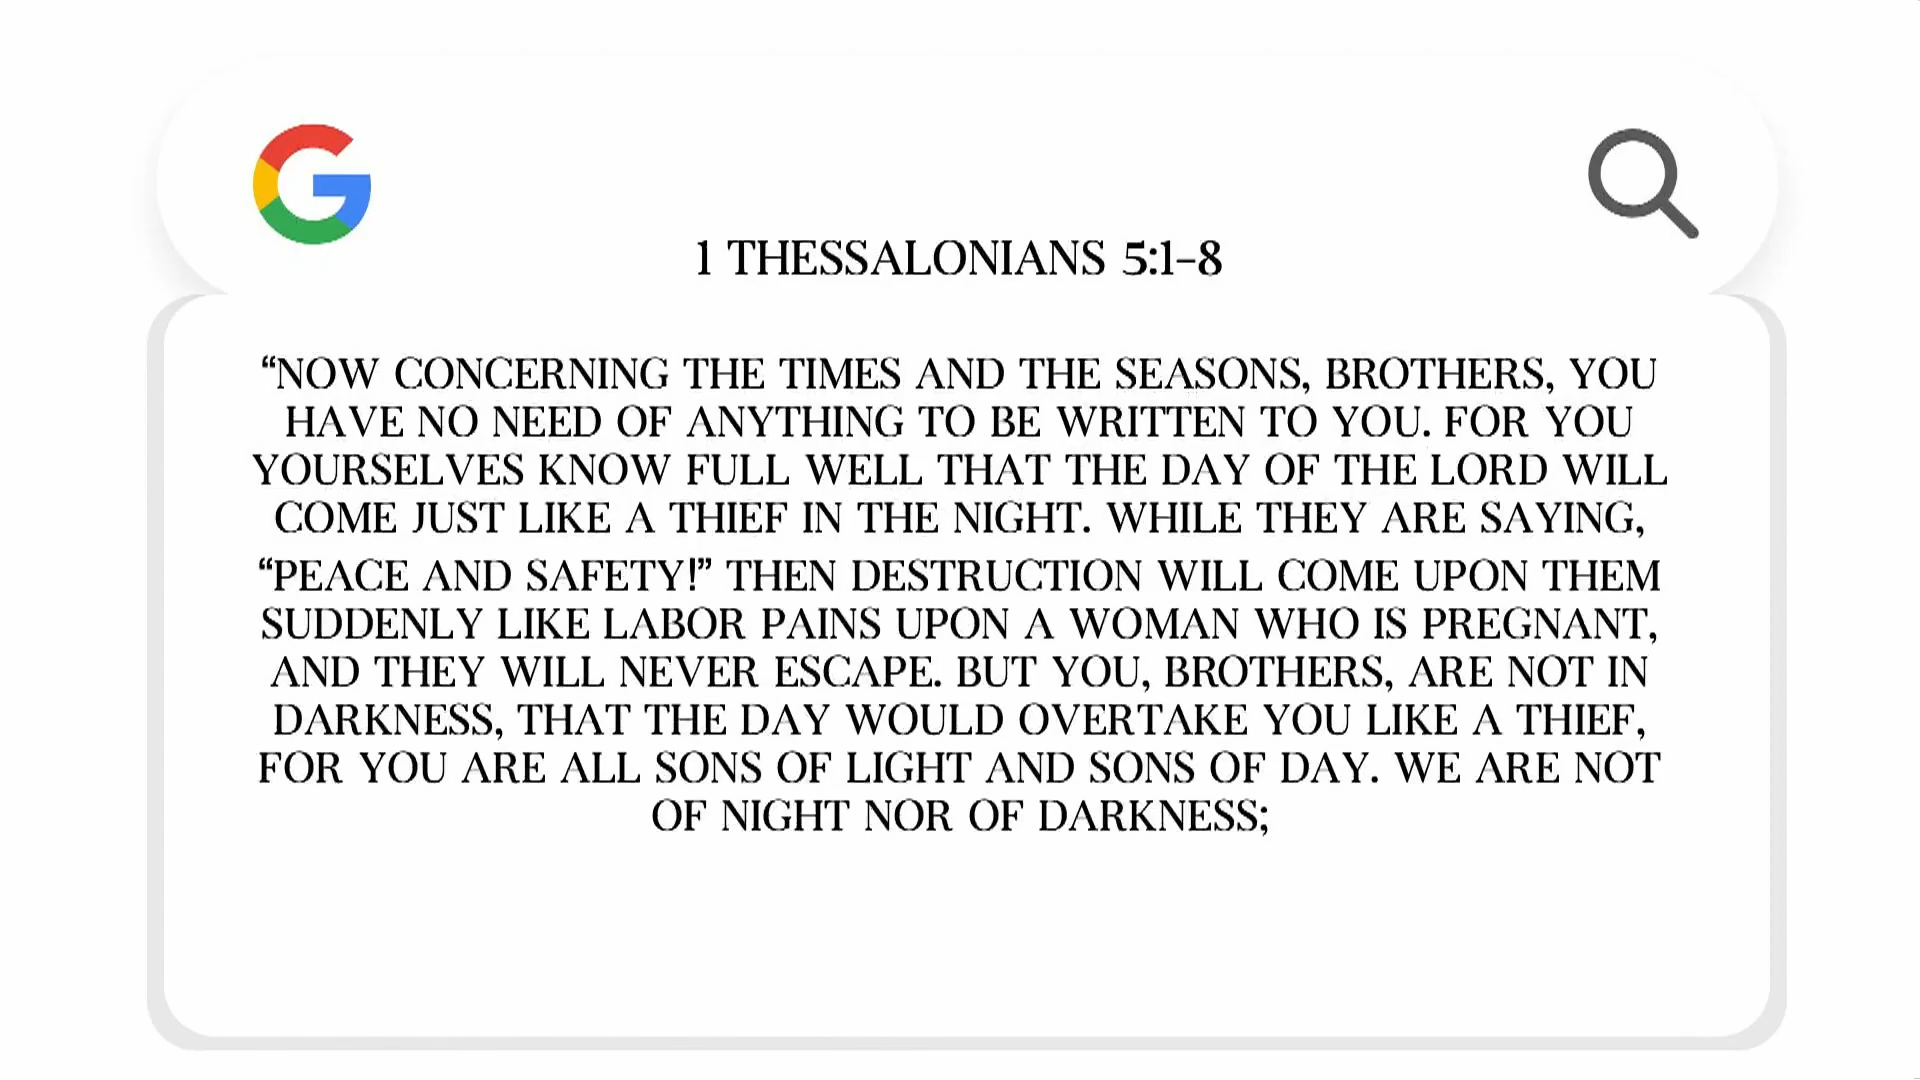 1 THESSALONIANS 5:1-8
“NOW CONCERNING THE TIMES AND THE SEASONS, BROTHERS, YOU
HAVE NO NEED OF ANYTHING TO BE WRITTEN TO YOU. FOR YOU
YOURSELVES KNOW FULL WELL THAT THE DAY OF THE LORD WILL
COME JUST LIKE A THIEF IN THE NIGHT. WHILE THEY ARE SAYING,
“PEACE AND SAFETY!” THEN DESTRUCTION WILL COME UPON THEM
SUDDENLY LIKE LABOR PAINS UPON A WOMAN WHO IS PREGNANT,
AND THEY WILL NEVER ESCAPE. BUT YOU, BROTHERS, ARE NOT IN
DARKNESS, THAT THE DAY WOULD OVERTAKE YOU LIKE A THIEF,
FOR YOU ARE ALL SONS OF LIGHT AND SONS OF DAY. WE ARE NOT
OF NIGHT NOR OF DARKNESS;